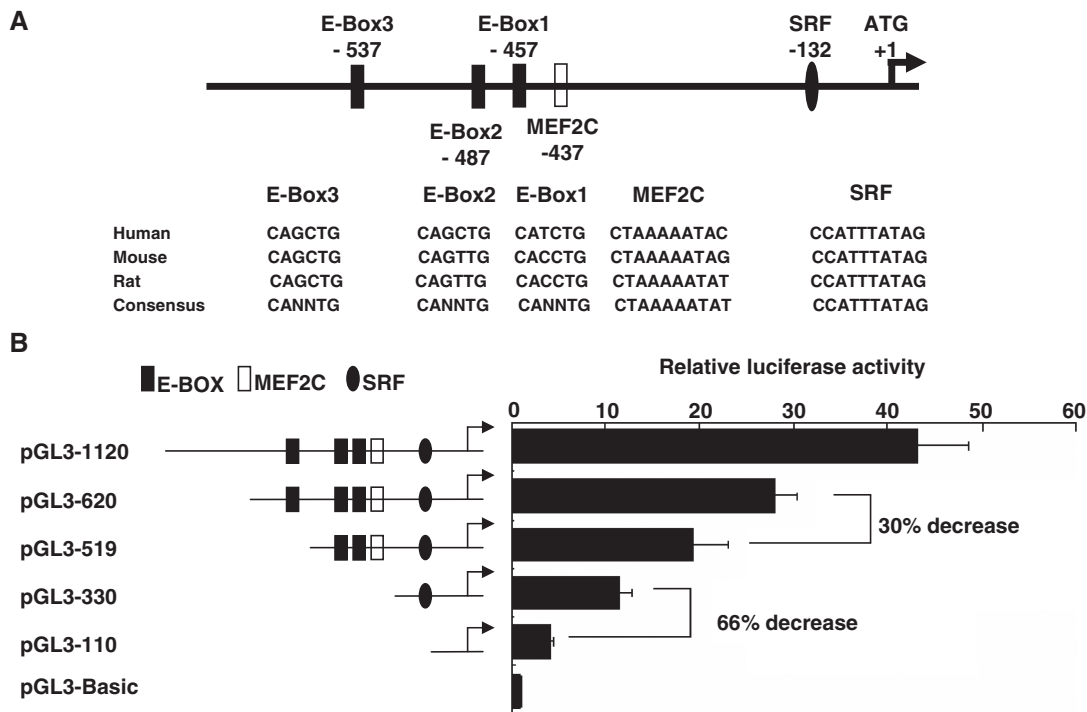 A
E-Box3
- 537
E-Box1
- 457
SRF
-132
ATG
+1
E-Box2
- 487
MEF2C
-437
E-Box3 E-Box2 E-Box1 MEF2C SRF
Human CAGCTG CAGCTG CATCTG CTAAAAATAC CCATTTATAG
Mouse CAGCTG CAGTTG CACCTG CTAAAAATAG CCATTTATAG
Rat CAGCTG CAGTTG CACCTG CTAAAAATAT CCATTTATAG
Consensus CANNTG CANNTG CANNTG CTAAAAATAT CCATTTATAG
B
E-BOX MEF2C SRF
Relative luciferase activity
0 10 20 30 40 50 60
pGL3-1120
pGL3-620
30% decrease
pGL3-519
pGL3-330
66% decrease
pGL3-110
pGL3-Basic